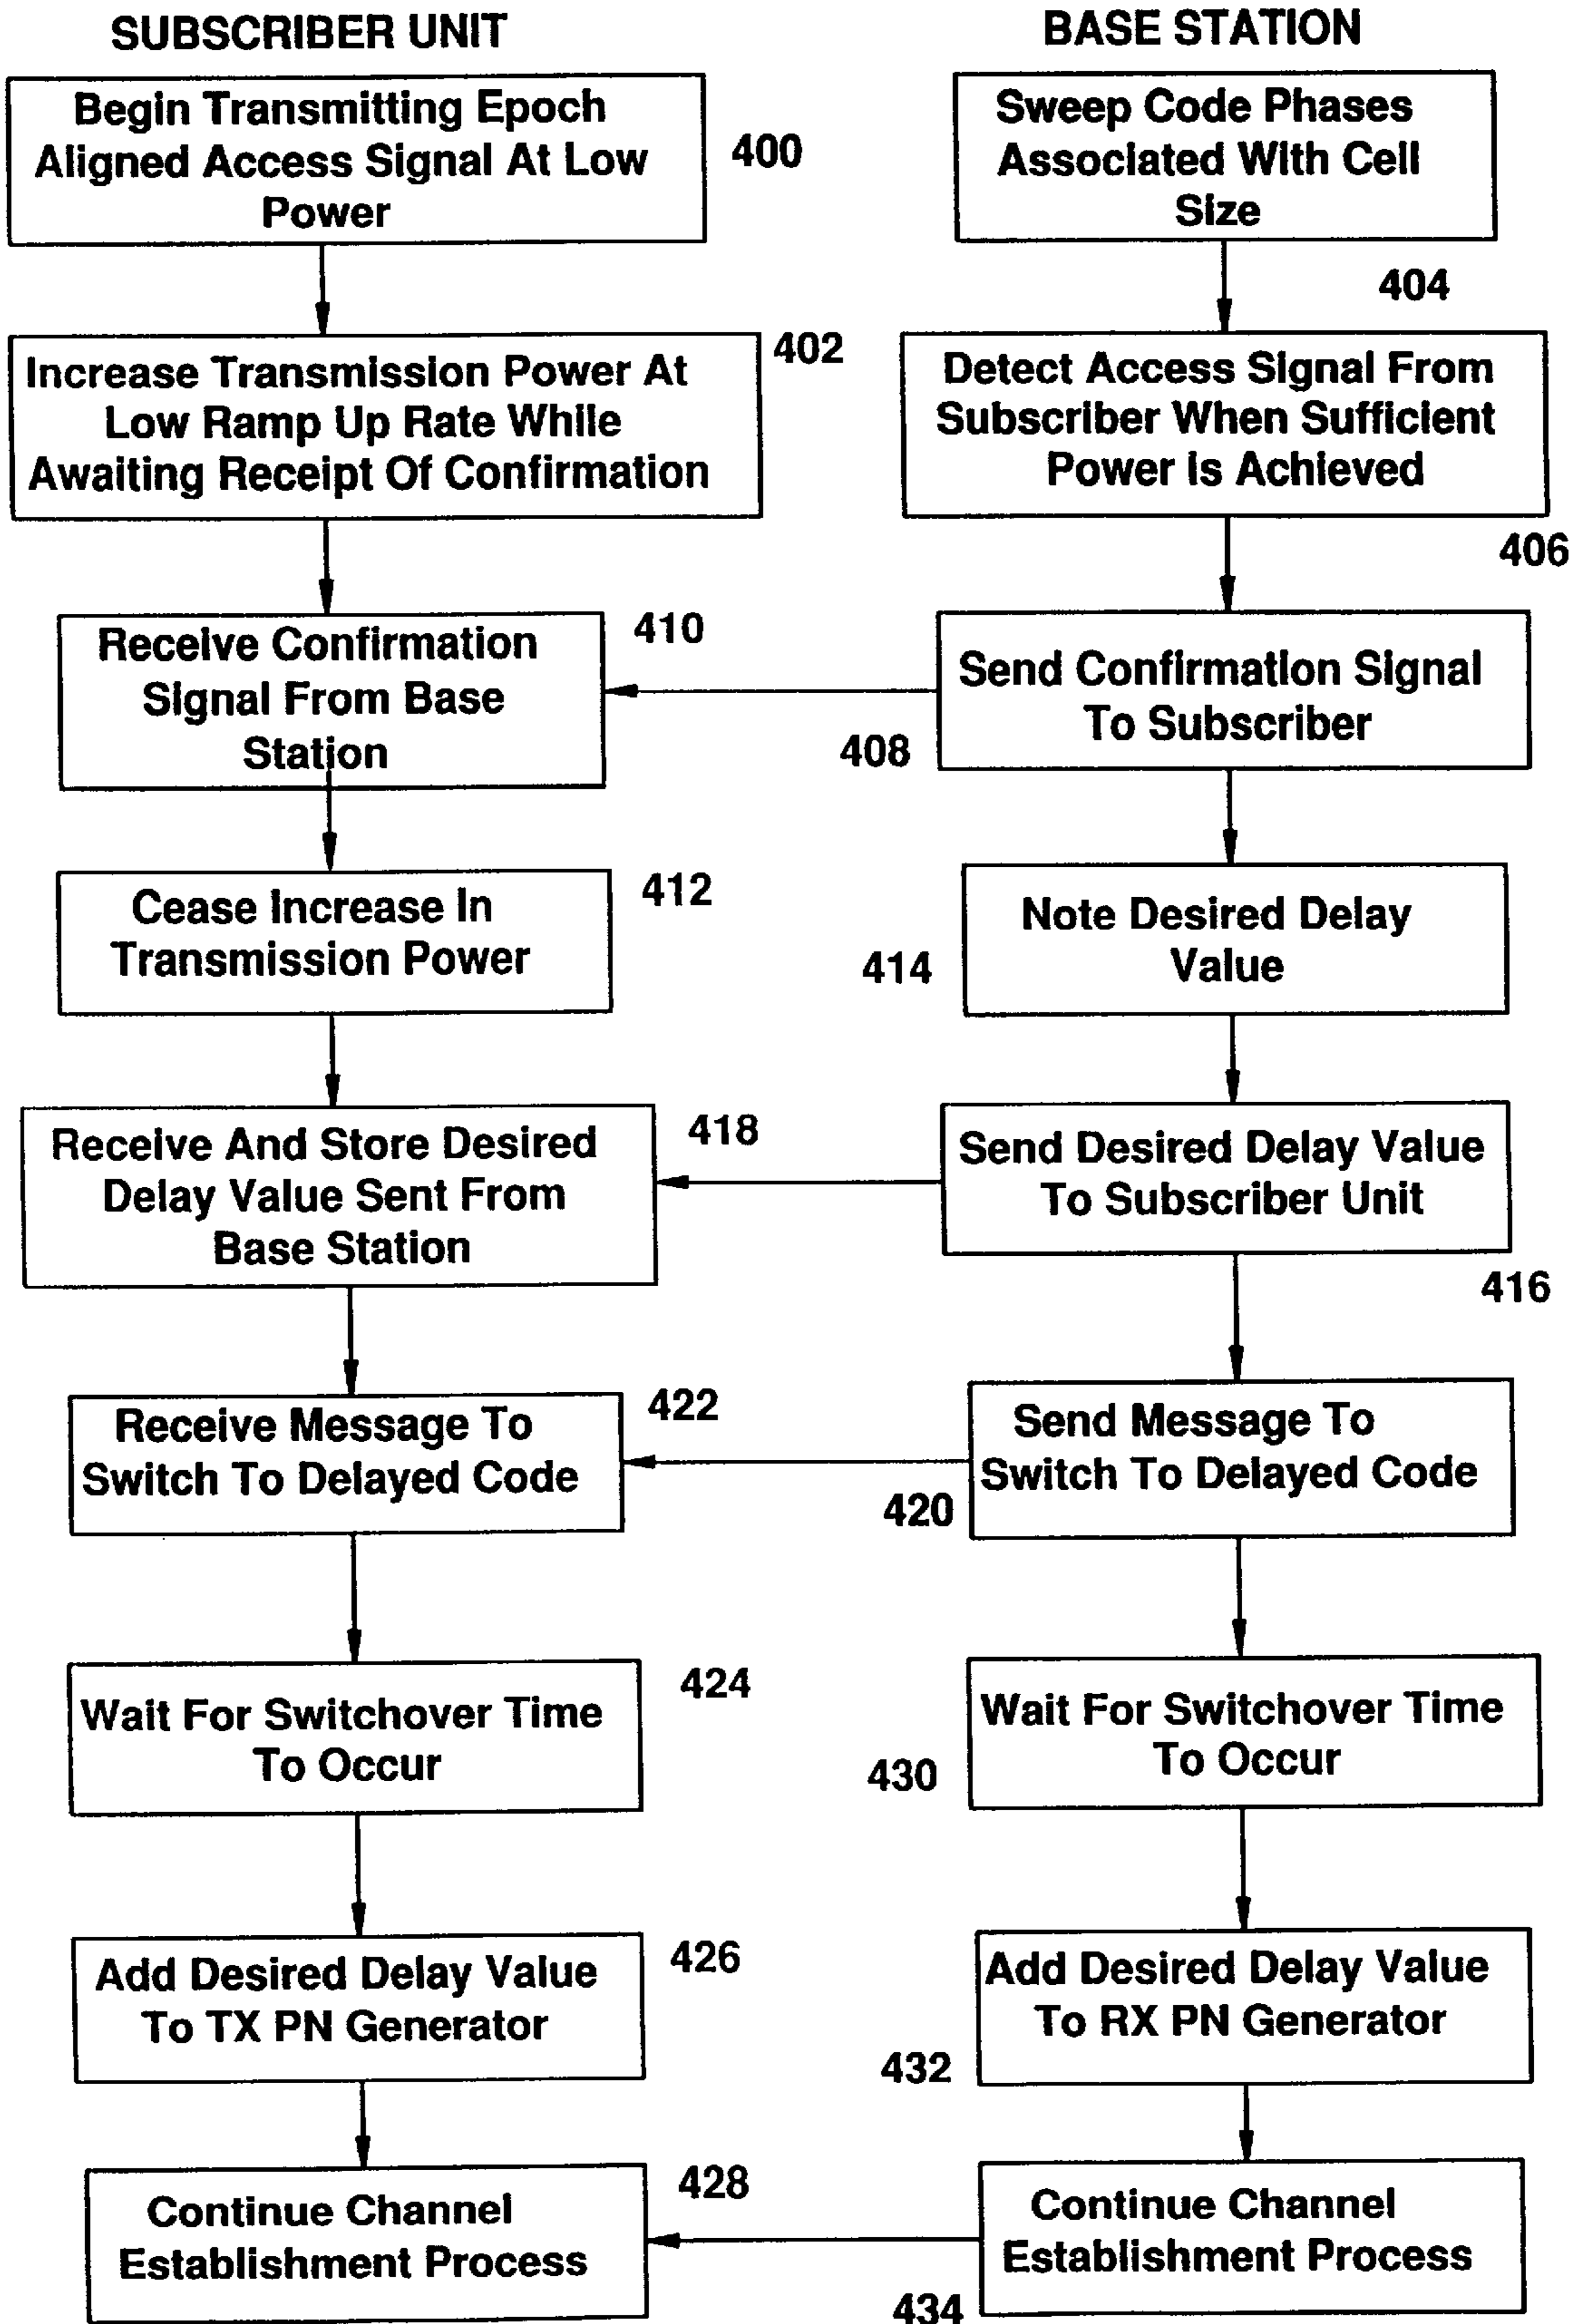 SUBSCRIBER UNIT
BASE STATION
Begin Transmitting Epoch
Aligned Access Signal At Low
Power
400
Sweep Code Phases
Associated With Cell
Size
404
Increase Transmission Power At
Low Ramp Up Rate While
Awaiting Receipt Of Confirmation
402
Detect Access Signal From
Subscriber When Sufficient
Power Is Achieved
406
Receive Confirmation
Signal From Base
Station
410
Send Confirmation Signal
To Subscriber
408
Cease Increase In
Transmission Power
412
Note Desired Delay
Value
414
Receive And Store Desired
Delay Value Sent From
Base Station
418
Send Desired Delay Value
To Subscriber Unit
416
Receive Message To
Switch To Delayed Code
422
Send Message To
Switch To Delayed Code
420
Wait For Switchover Time
To Occur
424
Wait For Switchover Time
To Occur
430
Add Desired Delay Value
To TX PN Generator
426
Add Desired Delay Value
To RX PN Generator
432
Continue Channel
Establishment Process
428
Continue Channel
Establishment Process
434